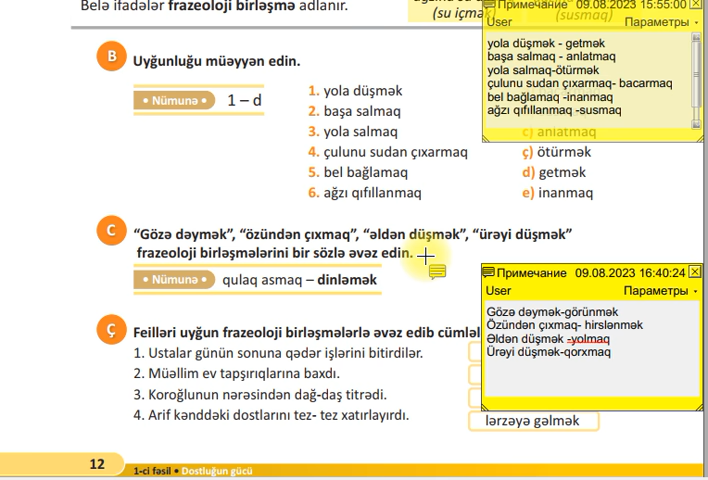 Belə ifadələr frazeoloji birləşmə adlanır.
(su içmək)
(susmaq)
Примечание 09.08.2023 15:55:00
User Параметры
yola düşmək - getmək
başa salmaq - anlatmaq
yola salmaq-ötürmək
çulunu sudan çıxarmaq- bacarmaq
bel bağlamaq -inanmaq
ağzı qıfıllanmaq -susmaq
B Uyğunluğu müəyyən edin.
• Nümunə • 1 – d
1. yola düşmək
2. başa salmaq
3. yola salmaq c) anlatmaq
4. çulunu sudan çıxarmaq ç) ötürmək
5. bel bağlamaq d) getmək
6. ağzı qıfıllanmaq e) inanmaq
C "Gözə dəymək", "özündən çıxmaq", "əldən düşmək", "ürəyi düşmək"
frazeoloji birləşmələrini bir sözlə əvəz edin.
• Nümunə • qulaq asmaq – dinləmək
Примечание 09.08.2023 16:40:24
User Параметры
Gözə dəymək-görünmək
Özündən çıxmaq- hirslənmək
Əldən düşmək -yolmaq
Ürəyi düşmək-qorxmaq
Ç Feilləri uyğun frazeoloji birləşmələrlə əvəz edib cümləl
1. Ustalar günün sonuna qədər işlərini bitirdilər.
2. Müəllim ev tapşırıqlarına baxdı.
3. Koroğlunun nərəsindən dağ-daş titrədi.
4. Arif kənddəki dostlarını tez- tez xatırlayırdı.
lərzəyə gəlmək
12 1-ci fəsil • Dostluğun gücü